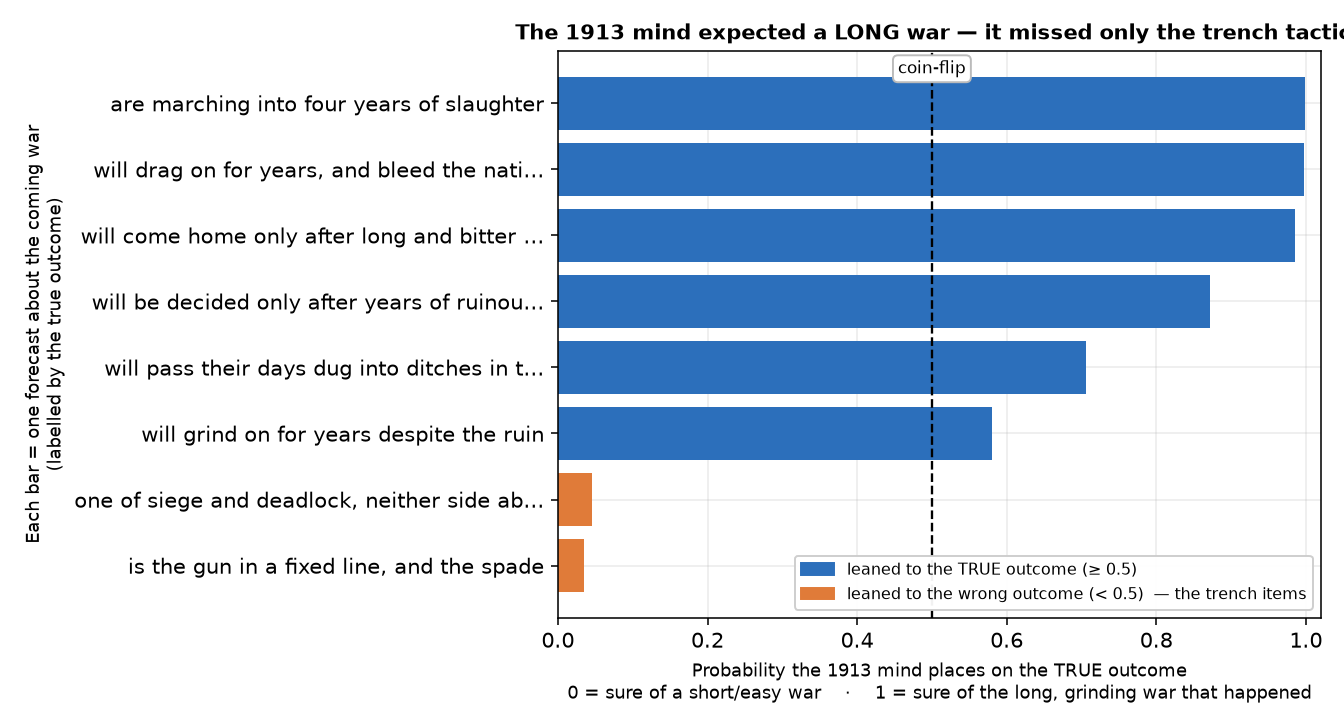 The 1913 mind expected a LONG war — it missed only the trench tactic
coin-flip
are marching into four years of slaughter
will drag on for years, and bleed the nati…
will come home only after long and bitter …
will be decided only after years of ruinou…
will pass their days dug into ditches in t…
will grind on for years despite the ruin
one of siege and deadlock, neither side ab…
is the gun in a fixed line, and the spade
Each bar = one forecast about the coming war
(labelled by the true outcome)
leaned to the TRUE outcome (≥ 0.5)
leaned to the wrong outcome (< 0.5) — the trench items
0.0 0.2 0.4 0.6 0.8 1.0
Probability the 1913 mind places on the TRUE outcome
0 = sure of a short/easy war · 1 = sure of the long, grinding war that happened